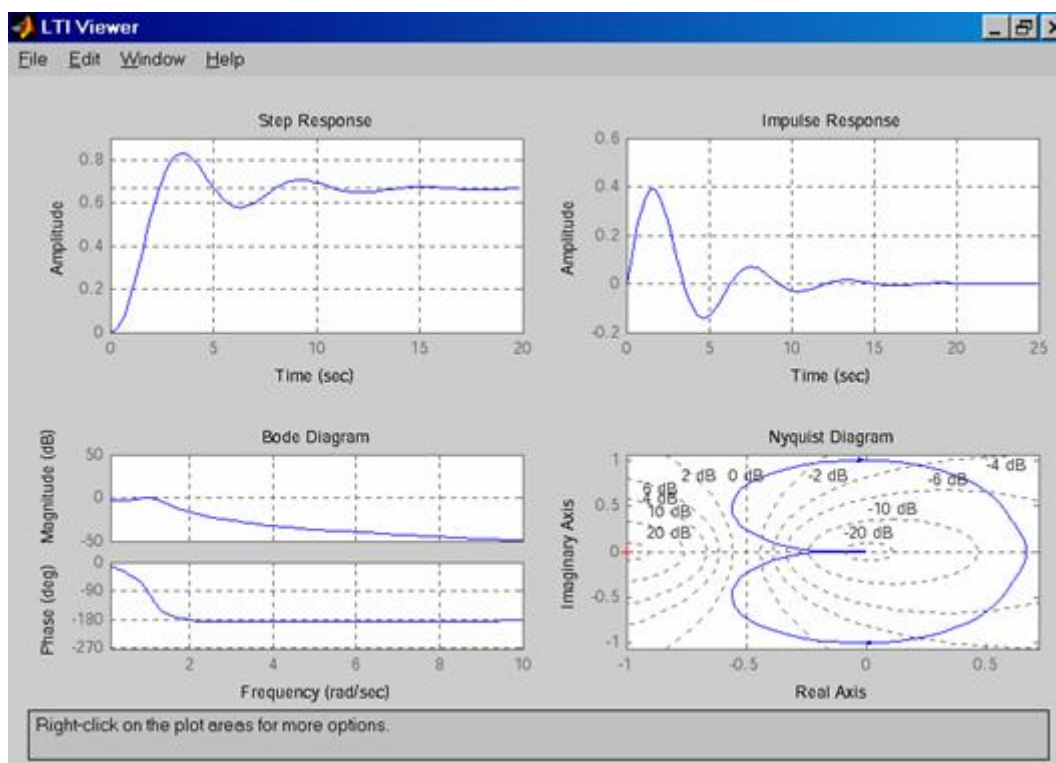 LTI Viewer
File Edit Window Help
Step Response
Amplitude
0.8
0.6
0.4
0.2
0
0 5 10 15 20
Time (sec)
Impulse Response
Amplitude
0.6
0.4
0.2
0
-0.2
0 5 10 15 20 25
Time (sec)
Bode Diagram
Magnitude (dB)
50
0
-50
Phase (deg)
0
-90
-180
-270
2 4 6 8 10
Frequency (rad/sec)
Nyquist Diagram
Imaginary Axis
1
0.5
0
-0.5
-1
2 dB 0 dB -2 dB -4 dB
6 dB -6 dB
4 dB
10 dB -10 dB
20 dB -20 dB
-1 -0.5 0 0.5
Real Axis
Right-click on the plot areas for more options.